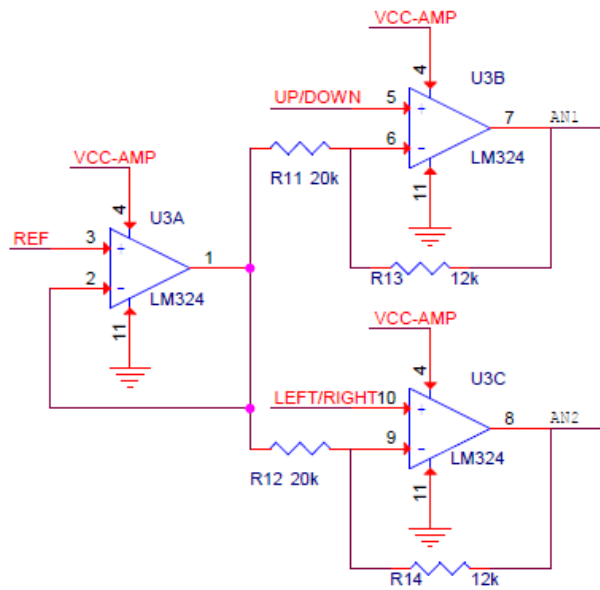 VCC-AMP
4
U3B
UP/DOWN
5
+
7
AN1
6
-
R11 20k
LM324
11
VCC-AMP
4
U3A
REF
3
+
1
2
-
LM324
11
R13
12k
VCC-AMP
4
U3C
LEFT/RIGHT
10
+
8
AN2
9
-
R12 20k
LM324
11
R14
12k